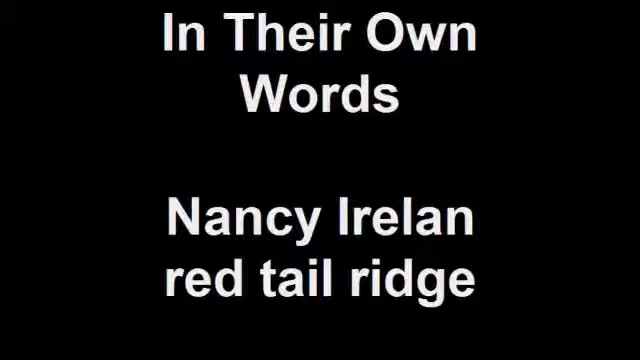 In Their Own
Words
Nancy Irelan
red tail ridge